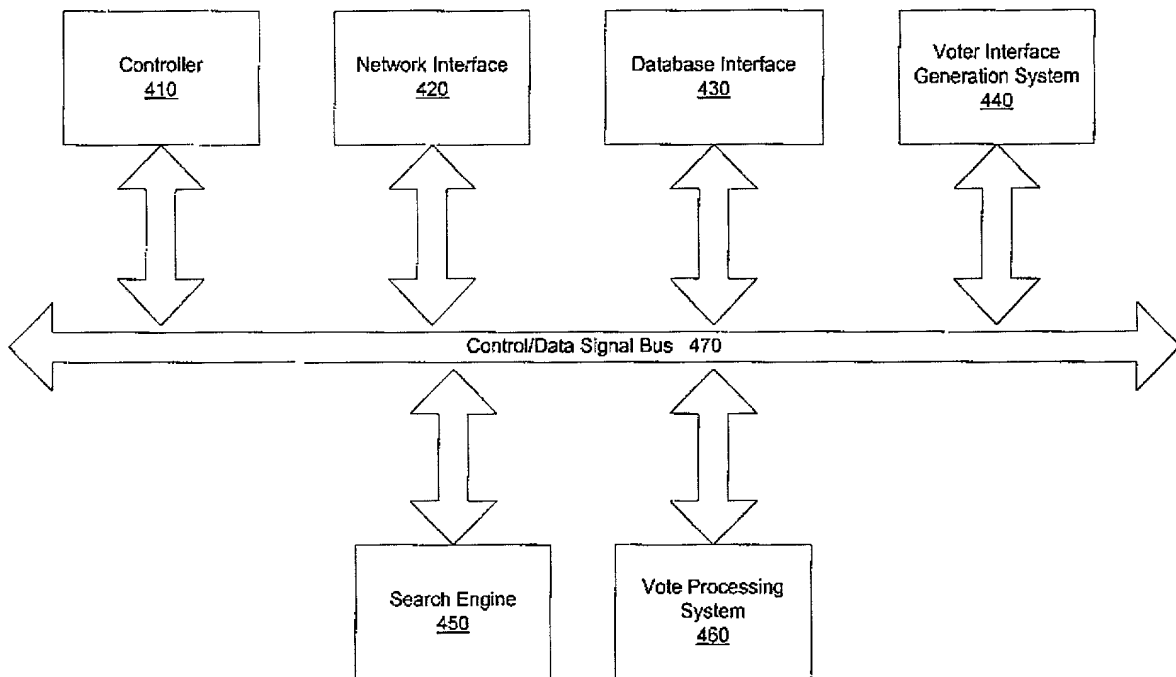 Controller
410
Network Interface
420
Database Interface
430
Voter Interface
Generation System
440
Control/Data Signal Bus 470
Search Engine
450
Vote Processing
System
460